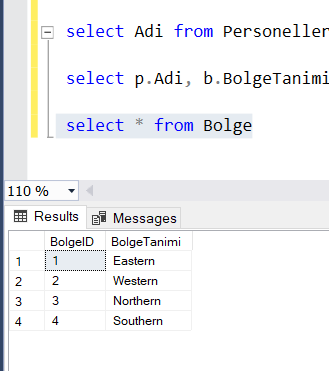 select Adi from Personeller
select p.Adi, b.BolgeTanimi
select * from Bolge
110 %
Results Messages
BolgeID BolgeTanimi
1 1 Eastern
2 2 Western
3 3 Northern
4 4 Southern